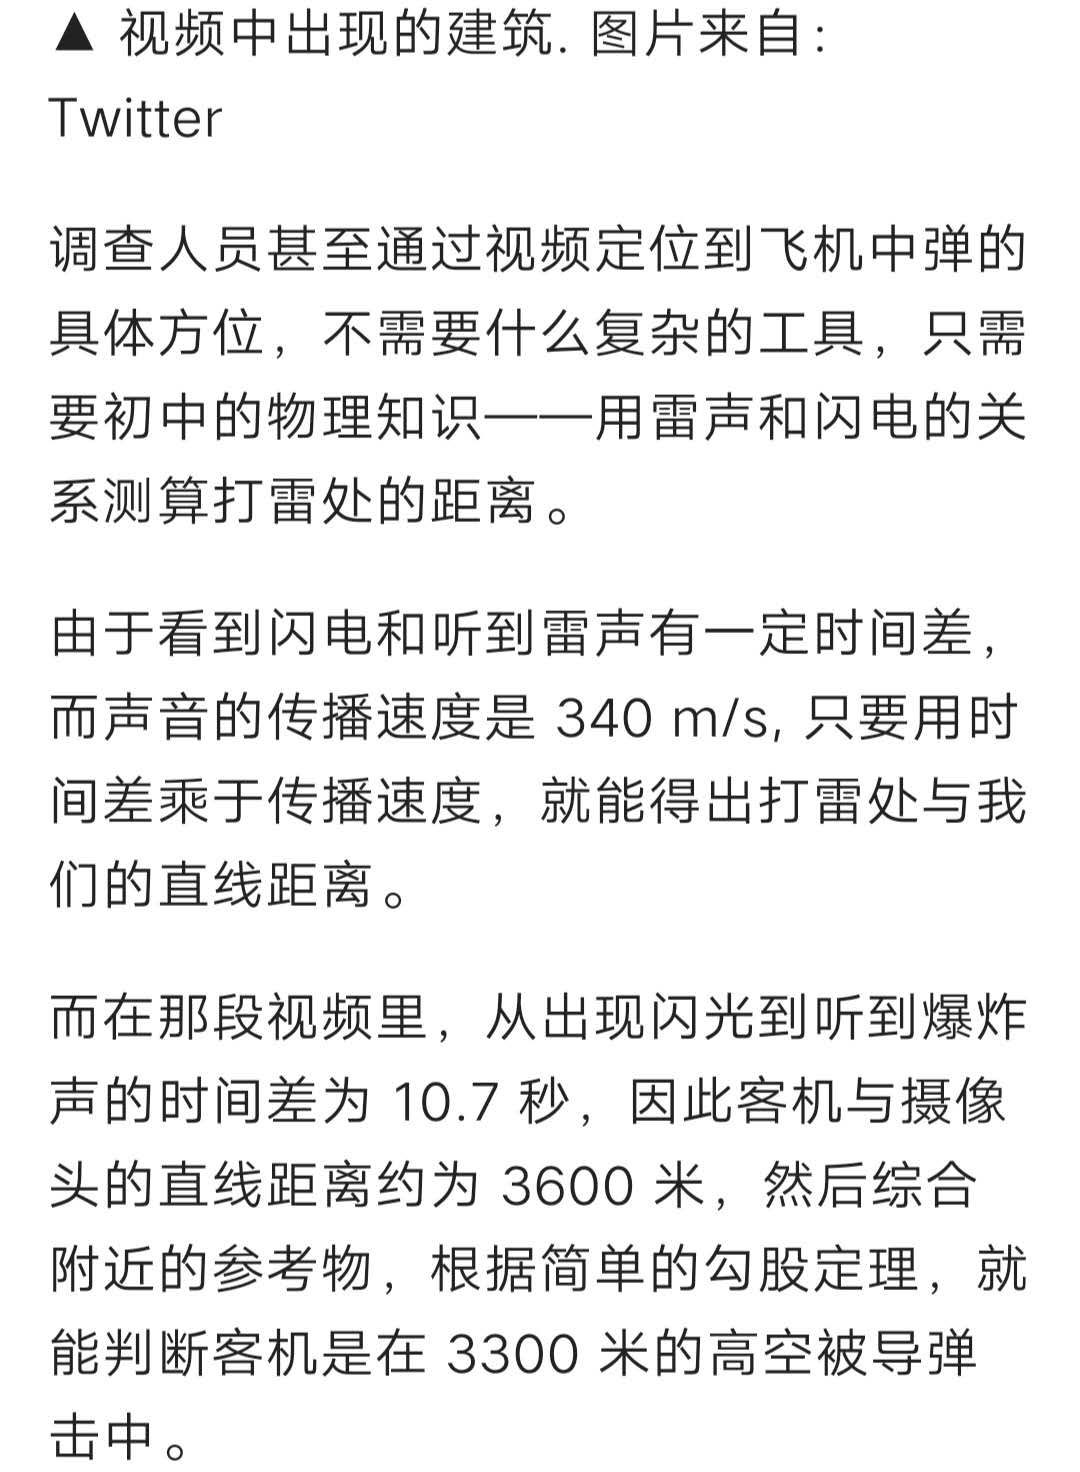 ▲ 视频中出现的建筑. 图片来自：
Twitter
调查人员甚至通过视频定位到飞机中弹的
具体方位，不需要什么复杂的工具，只需
要初中的物理知识——用雷声和闪电的关
系测算打雷处的距离。
由于看到闪电和听到雷声有一定时间差，
而声音的传播速度是 340 m/s, 只要用时
间差乘于传播速度，就能得出打雷处与我
们的直线距离。
而在那段视频里，从出现闪光到听到爆炸
声的时间差为 10.7 秒，因此客机与摄像
头的直线距离约为 3600 米，然后综合
附近的参考物，根据简单的勾股定理，就
能判断客机是在 3300 米的高空被导弹
击中。